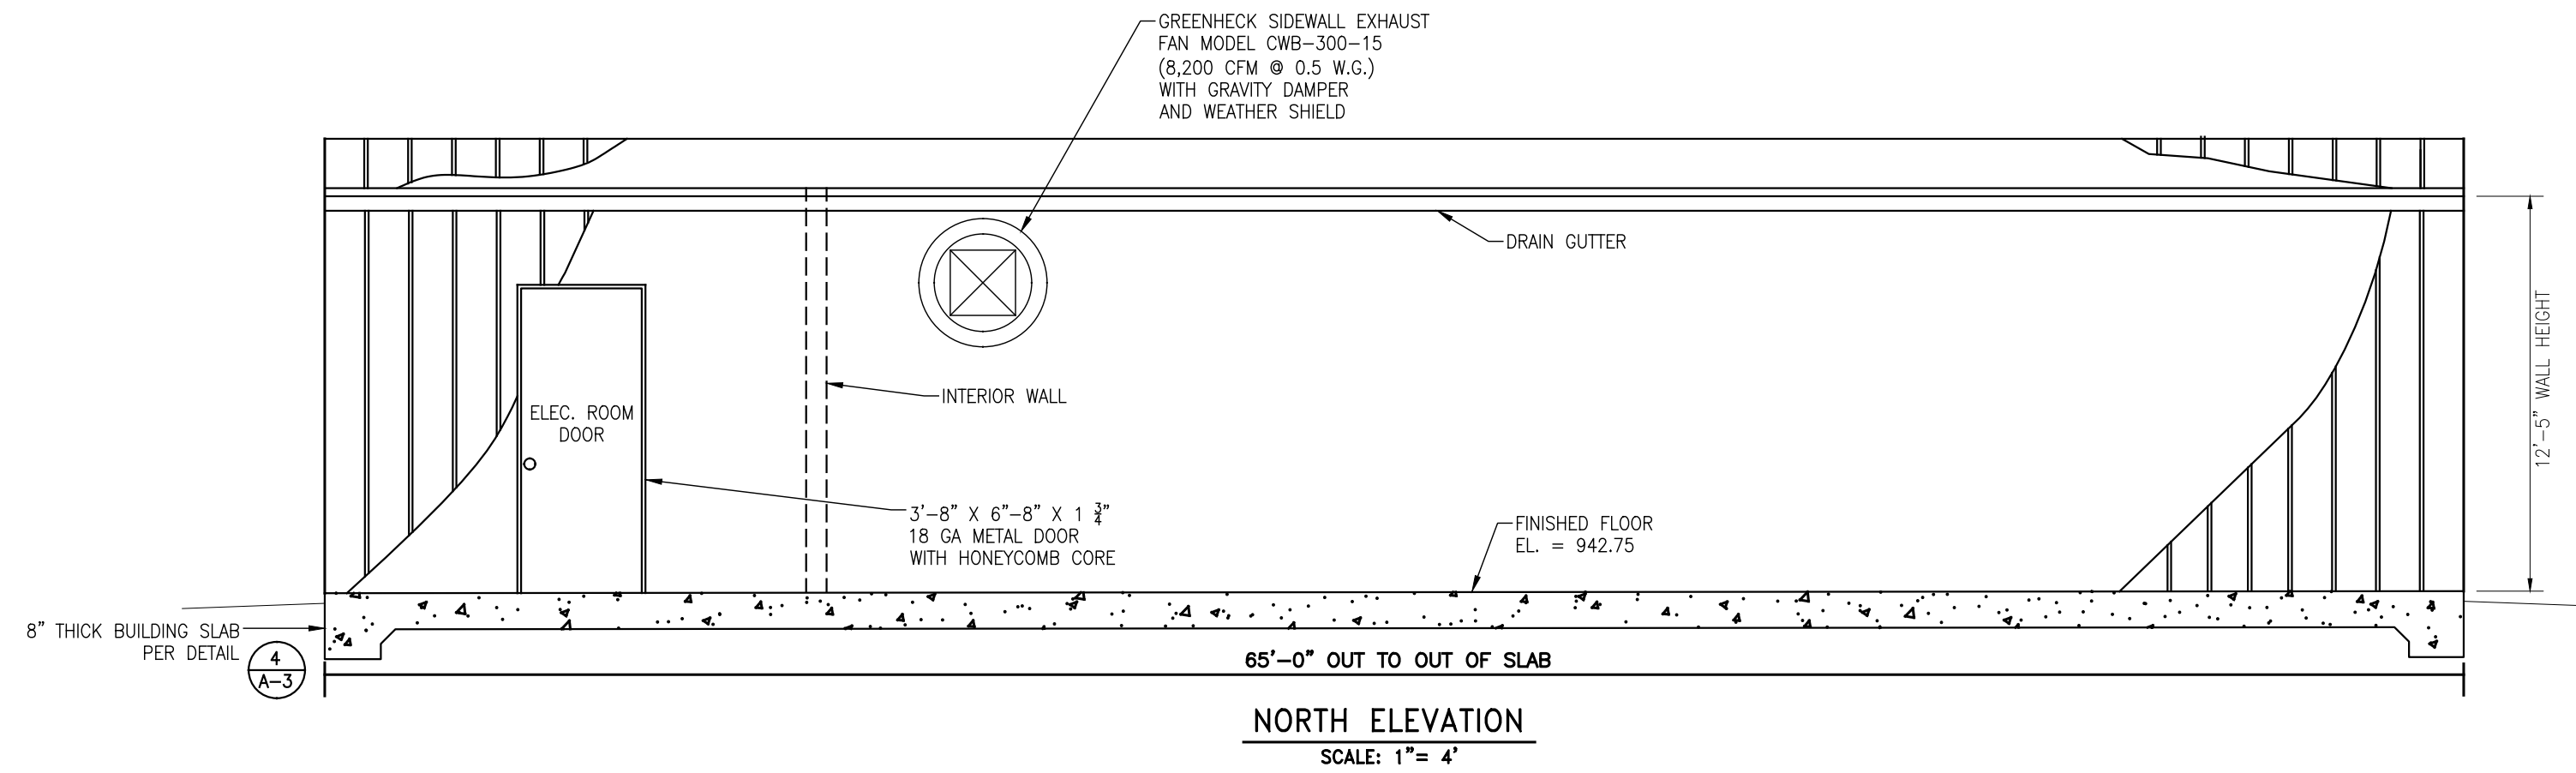 GREENHECK SIDEWALL EXHAUST
FAN MODEL CWB-300-15
(8,200 CFM @ 0.5 W.G.)
WITH GRAVITY DAMPER
AND WEATHER SHIELD
DRAIN GUTTER
12'-5" WALL HEIGHT
INTERIOR WALL
ELEC. ROOM
DOOR
3'-8" X 6"-8" X 1 3/4"
18 GA METAL DOOR
WITH HONEYCOMB CORE
FINISHED FLOOR
EL. = 942.75
8" THICK BUILDING SLAB
PER DETAIL
4
A-3
65'-0" OUT TO OUT OF SLAB
NORTH ELEVATION
SCALE: 1"= 4'